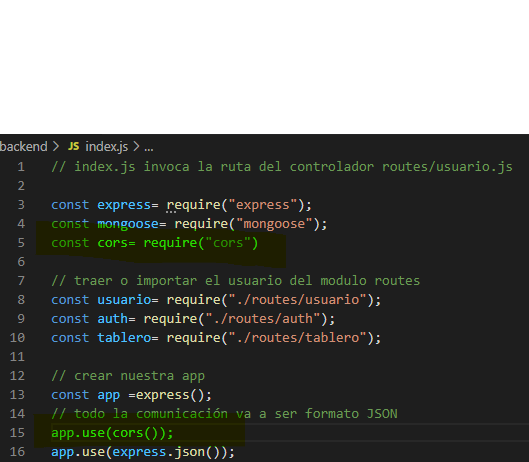 backend > JS index.js > ...
1 // index.js invoca la ruta del controlador routes/usuario.js
2
3 const express= require("express");
4 const mongoose= require("mongoose");
5 const cors= require("cors")
6
7 // traer o importar el usuario del modulo routes
8 const usuario= require("./routes/usuario");
9 const auth= require("./routes/auth");
10 const tablero= require("./routes/tablero");
11
12 // crear nuestra app
13 const app =express();
14 // todo la comunicación va a ser formato JSON
15 app.use(cors());
16 app.use(express.json());